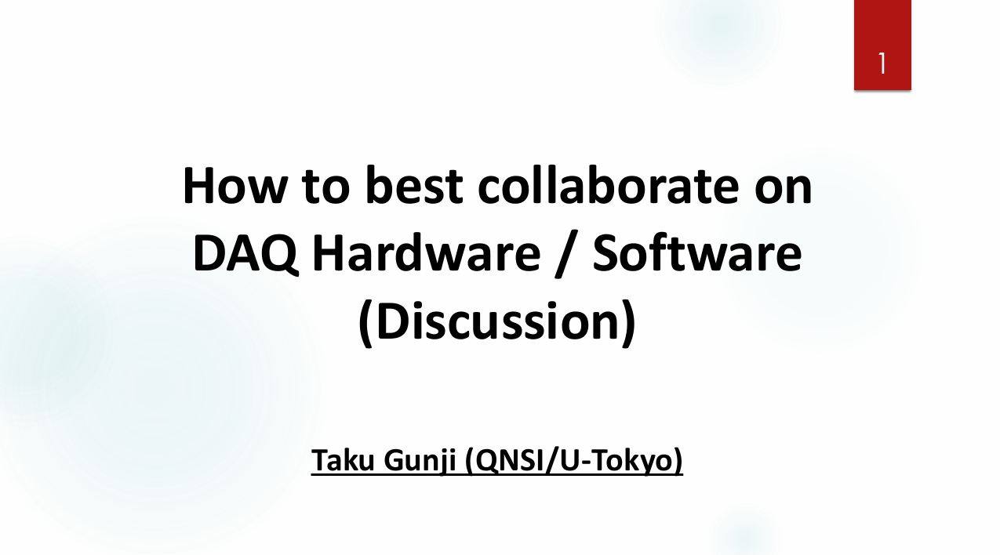 1
How to best collaborate on
DAQ Hardware / Software
(Discussion)
Taku Gunji (QNSI/U-Tokyo)